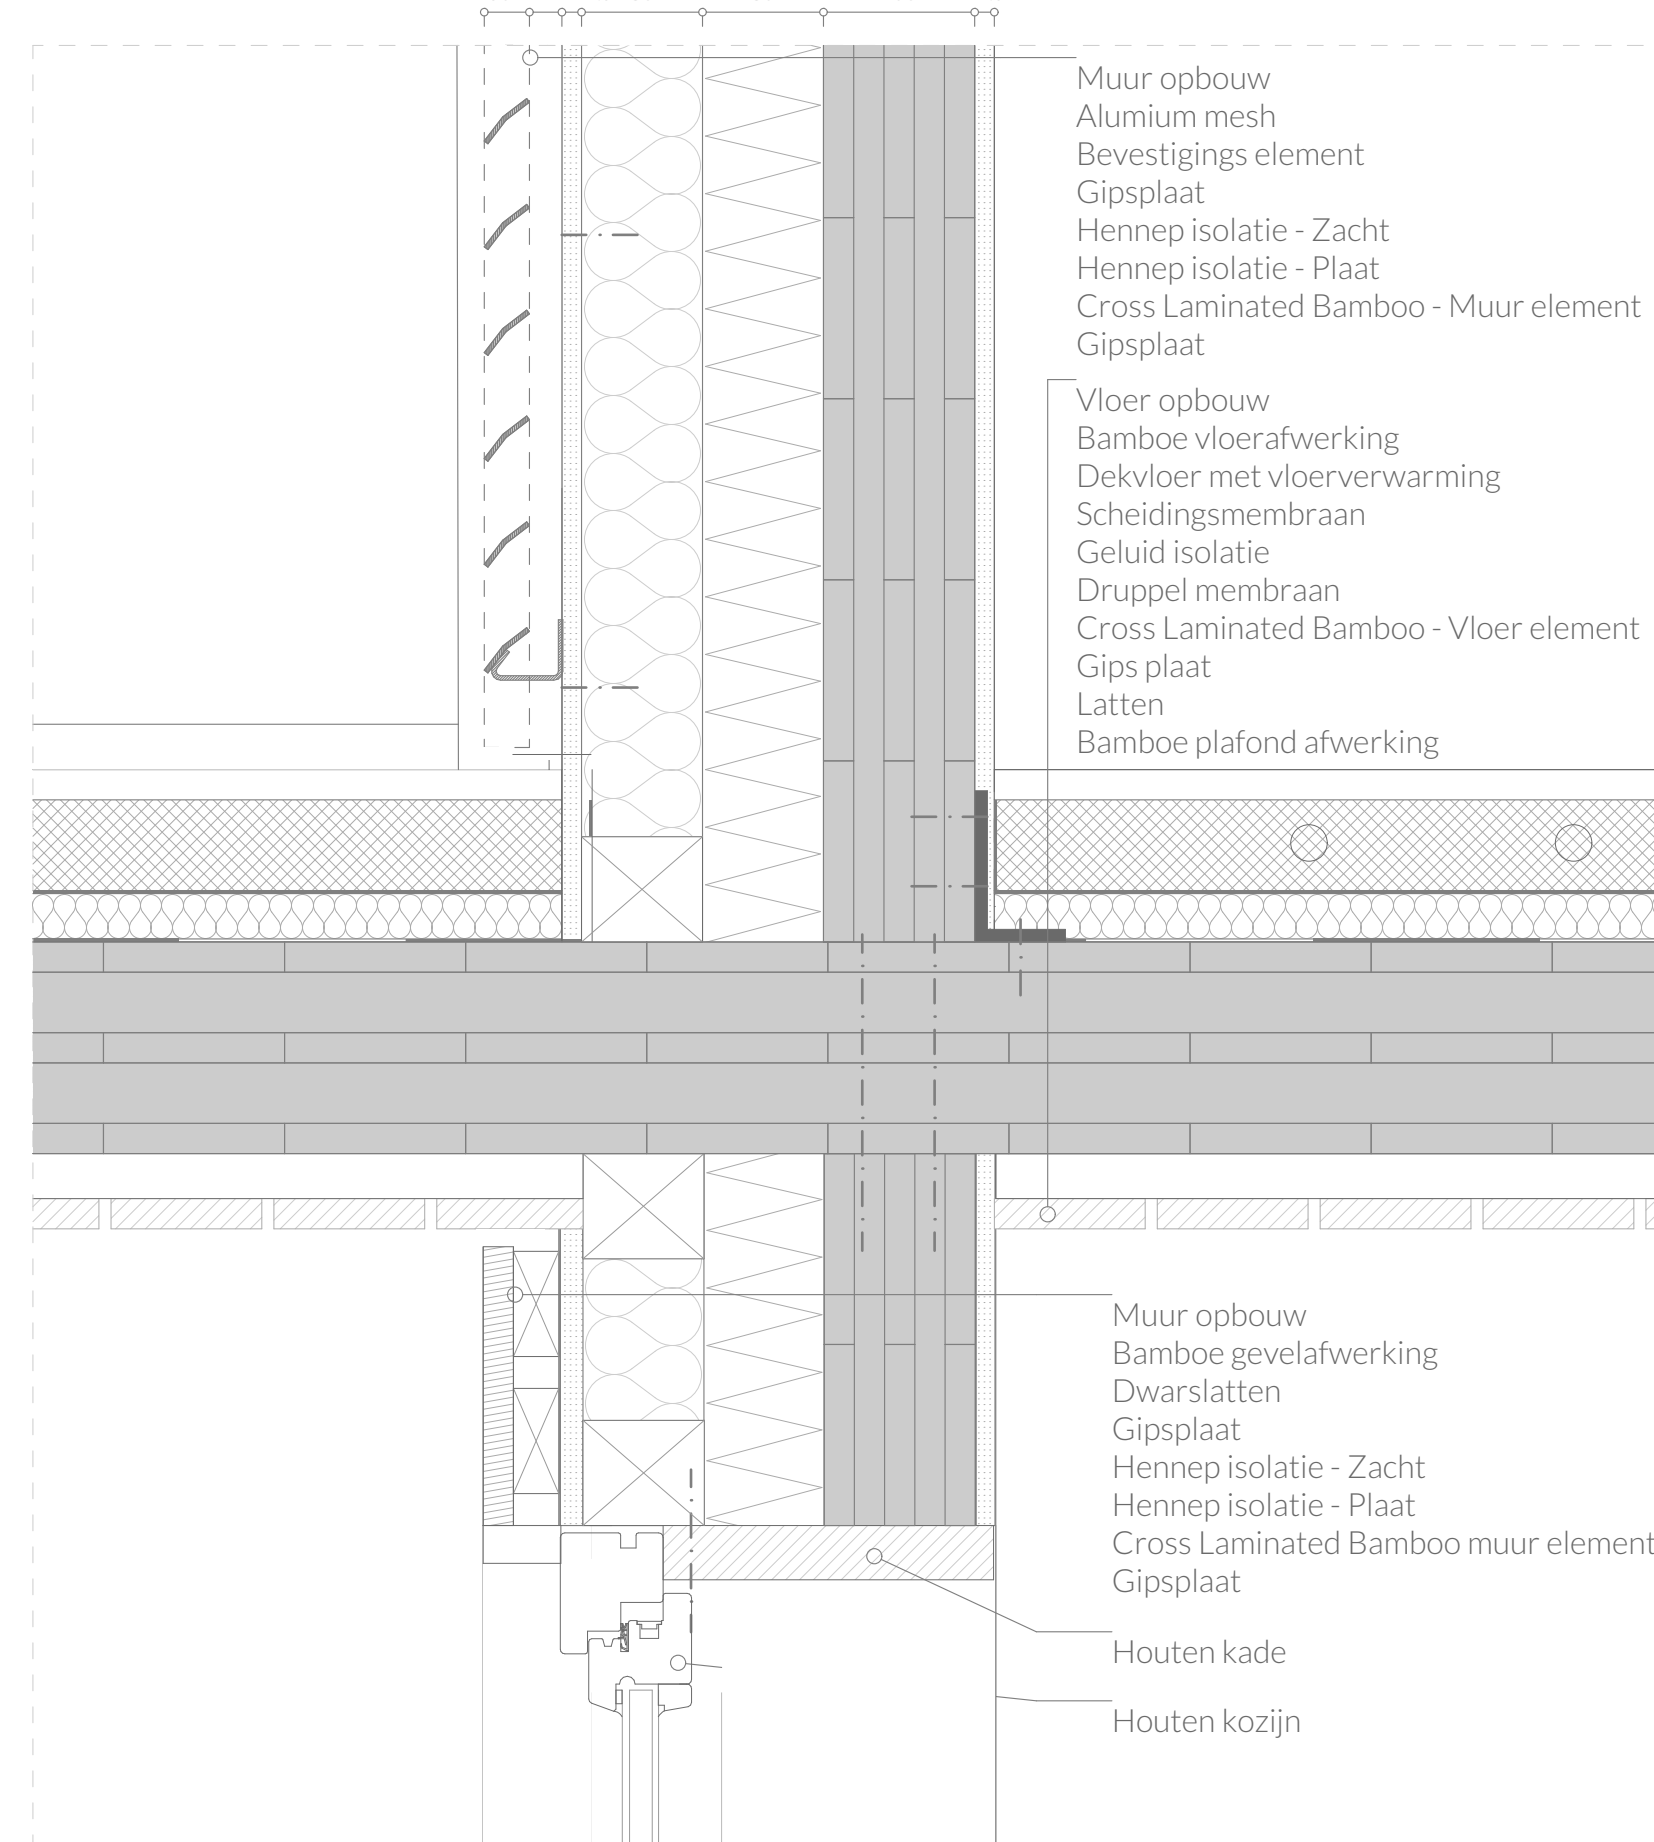 Muur opbouw
Alumium mesh
Bevestigings element
Gipsplaat
Hennep isolatie - Zacht
Hennep isolatie - Plaat
Cross Laminated Bamboo - Muur element
Gipsplaat
Vloer opbouw
Bamboe vloerafwerking
Dekvloer met vloerverwarming
Scheidingsmembraan
Geluid isolatie
Druppel membraan
Cross Laminated Bamboo - Vloer element
Gips plaat
Latten
Bamboe plafond afwerking
Muur opbouw
Bamboe gevelafwerking
Dwarslatten
Gipsplaat
Hennep isolatie - Zacht
Hennep isolatie - Plaat
Cross Laminated Bamboo muur element
Gipsplaat
Houten kade
Houten kozijn